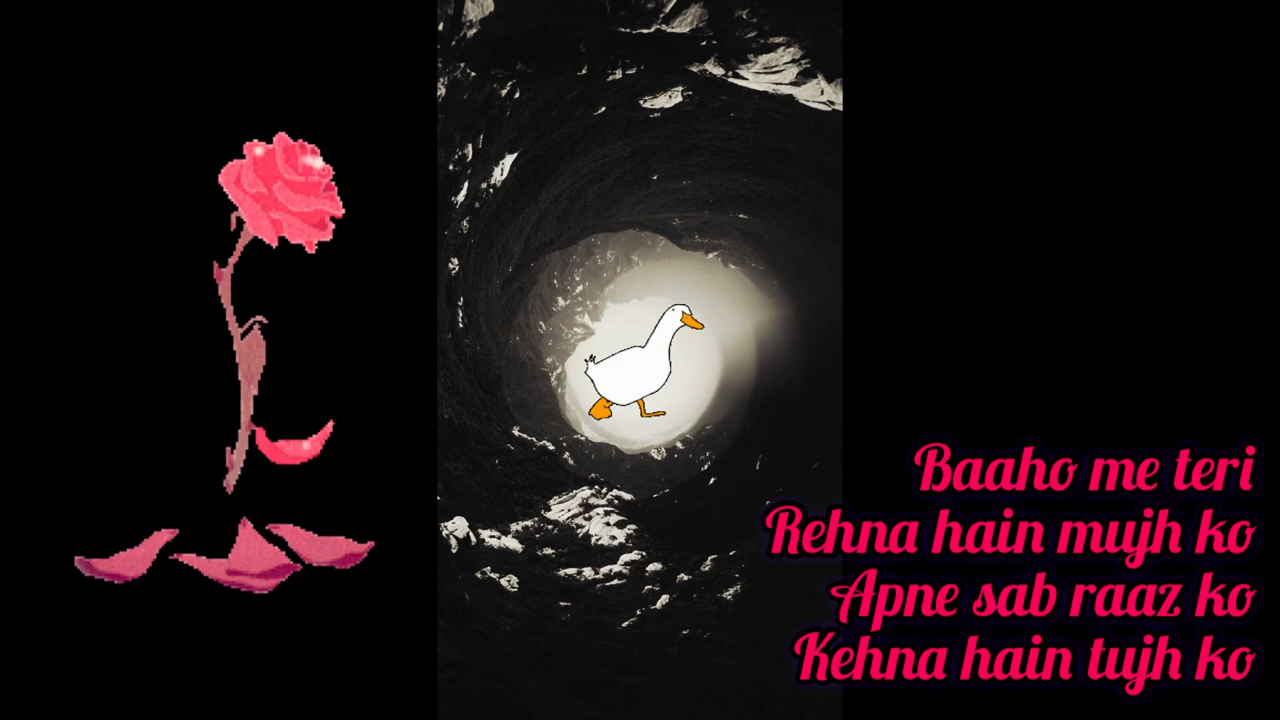 Baaho me teri
Rehna hain mujh ko
Apne sab raaz ko
Kehna hain tujh ko